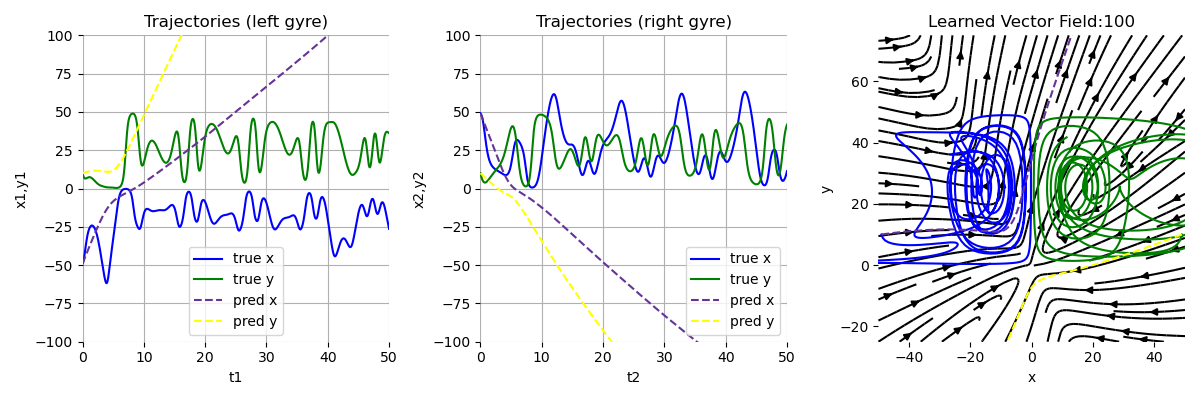 Trajectories (left gyre)
100
75
50
25
0
−25
−50
−75
−100
x1,y1
0
10
20
30
40
50
t1
true x
true y
pred x
pred y
Trajectories (right gyre)
100
75
50
25
0
−25
−50
−75
−100
x2,y2
0
10
20
30
40
50
t2
true x
true y
pred x
pred y
Learned Vector Field:100
60
40
20
0
−20
y
−40
−20
0
20
40
x